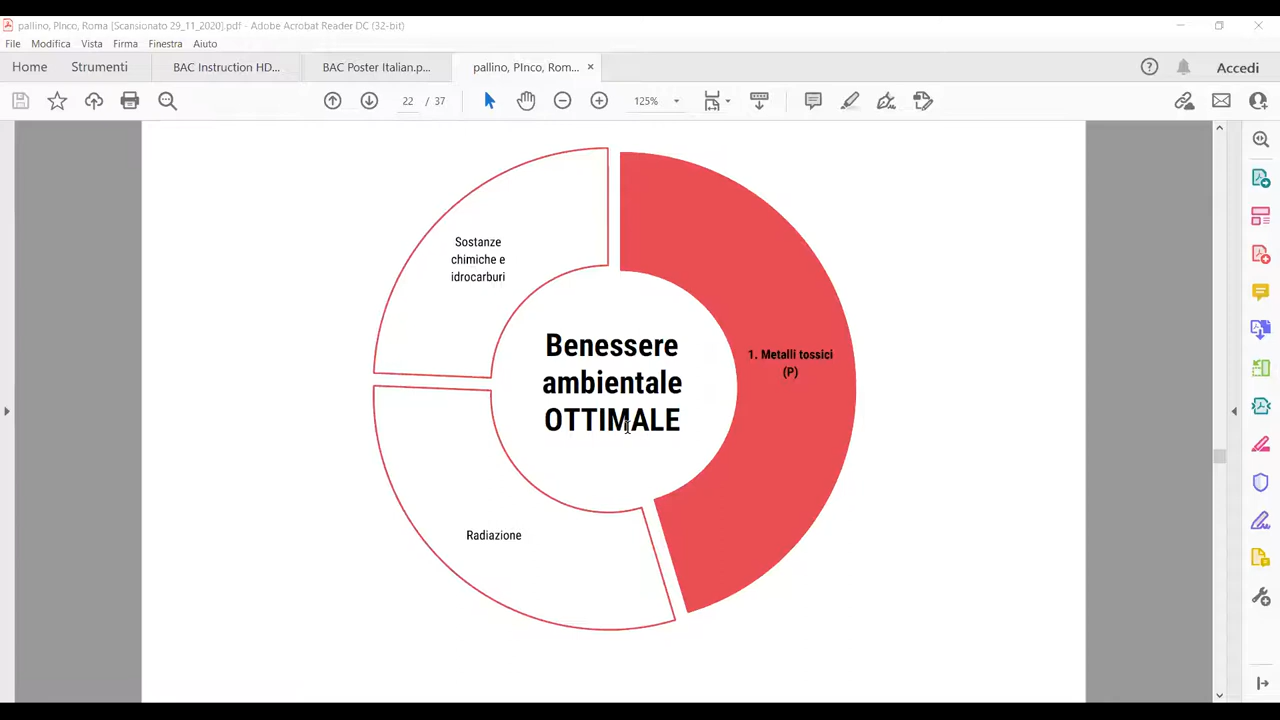 pallino, PInco, Roma [Scansionato 29_11_2020].pdf - Adobe Acrobat Reader DC (32-bit)
File Modifica Vista Firma Finestra Aiuto
Home Strumenti BAC Instruction HD... BAC Poster Italian.p... pallino, PInco, Rom... × Accedi
22 / 37 125%
Sostanze
chimiche e
idrocarburi
Benessere
ambientale
OTTIMALE
1. Metalli tossici
(P)
Radiazione